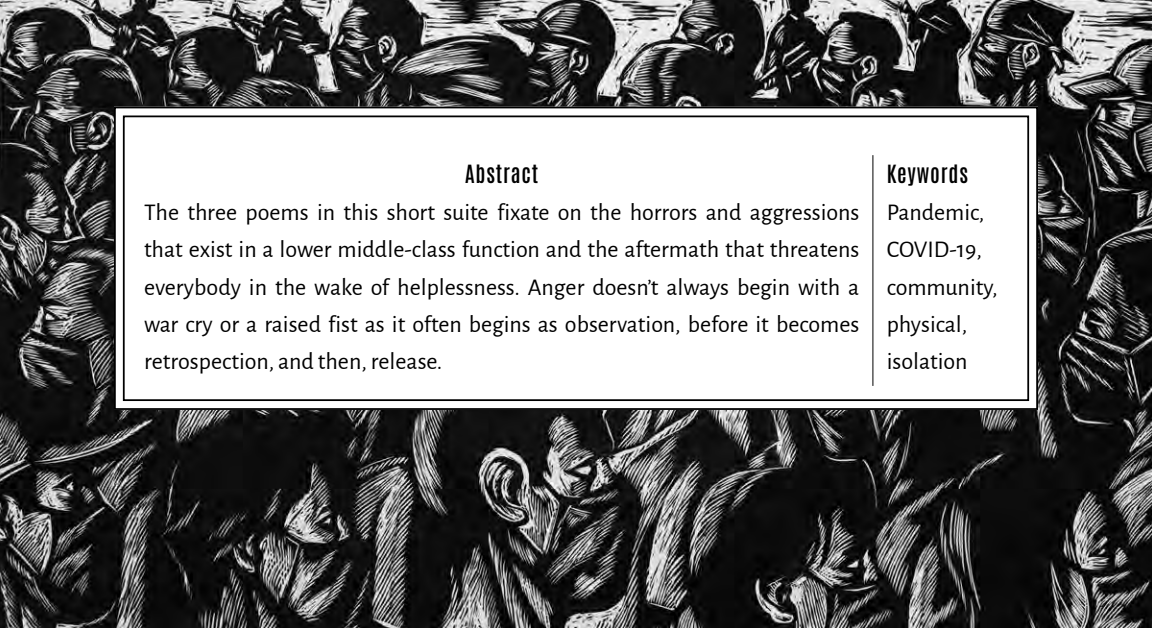 Abstract
The three poems in this short suite fixate on the horrors and aggressions
that exist in a lower middle-class function and the aftermath that threatens
everybody in the wake of helplessness. Anger doesn’t always begin with a
war cry or a raised fist as it often begins as observation, before it becomes
retrospection, and then, release.
Keywords
Pandemic,
COVID-19,
community,
physical,
isolation